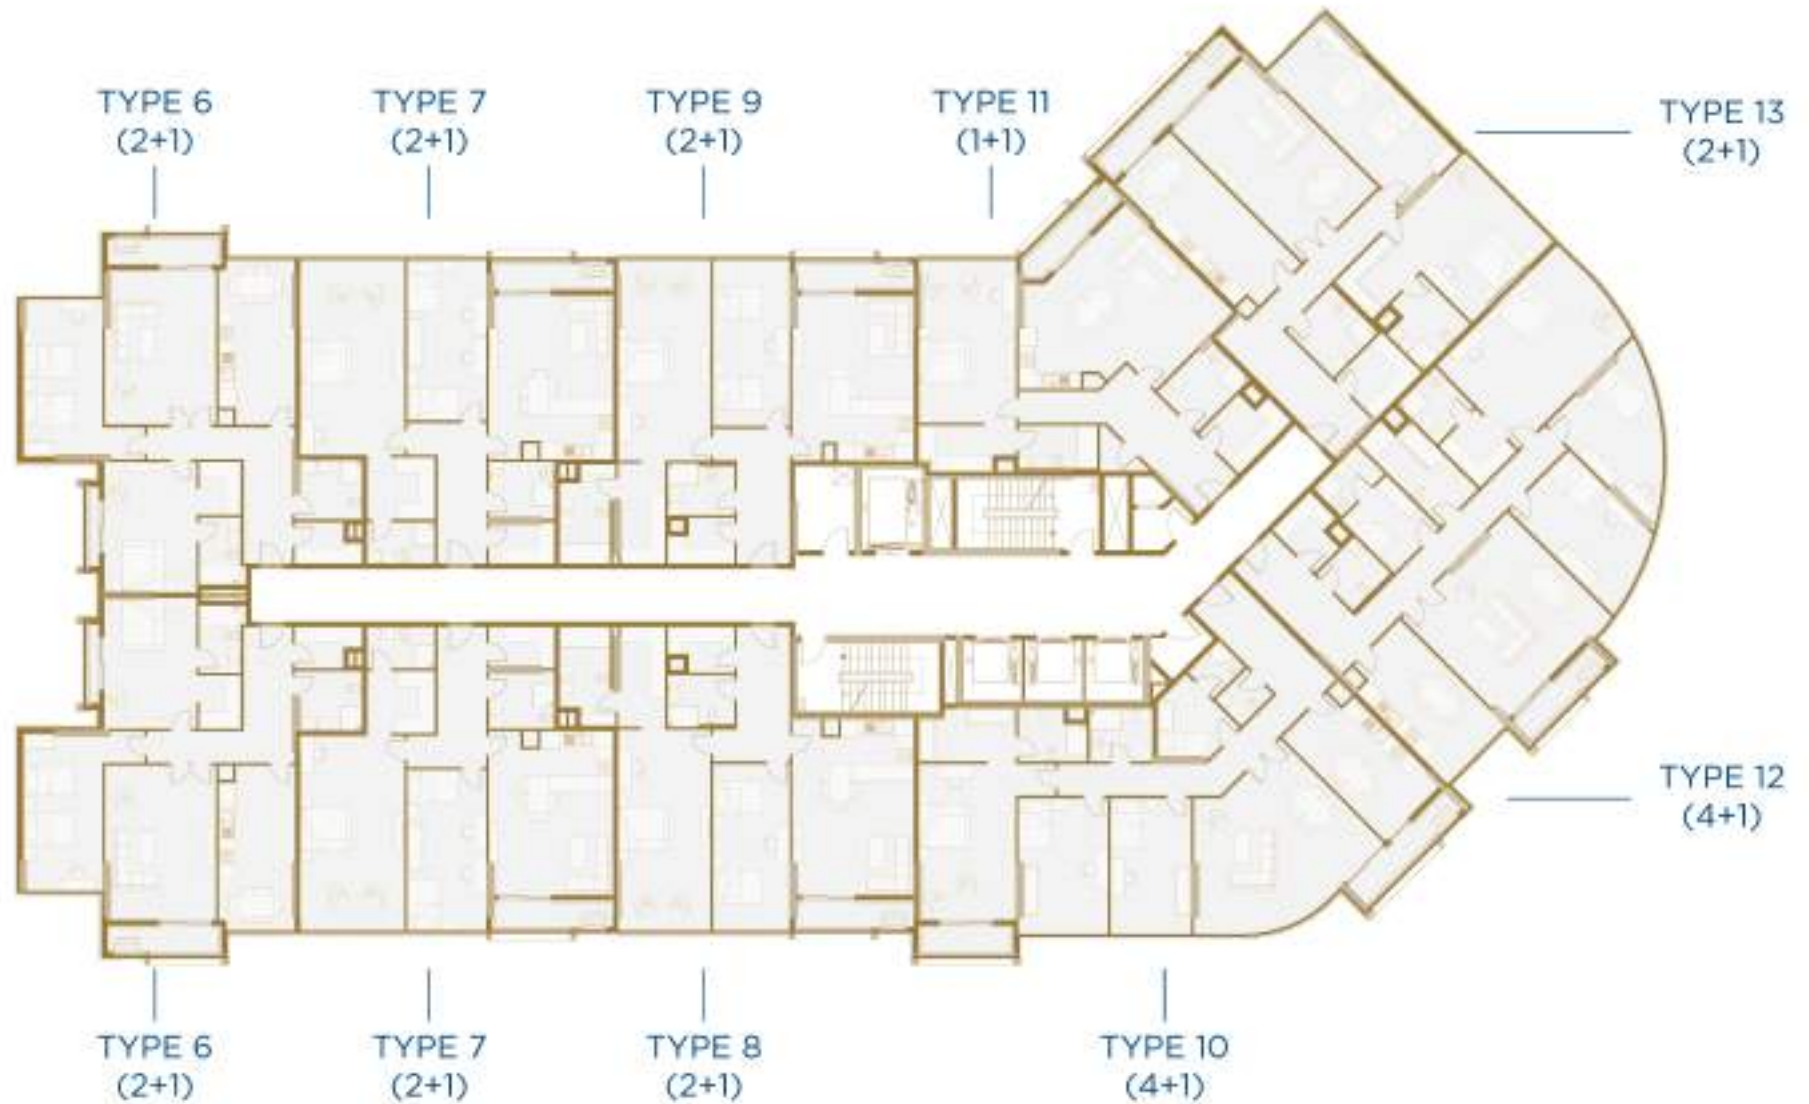 TYPE 6
(2+1)
TYPE 7
(2+1)
TYPE 9
(2+1)
TYPE 11
(1+1)
TYPE 13
(2+1)
TYPE 12
(4+1)
TYPE 6
(2+1)
TYPE 7
(2+1)
TYPE 8
(2+1)
TYPE 10
(4+1)